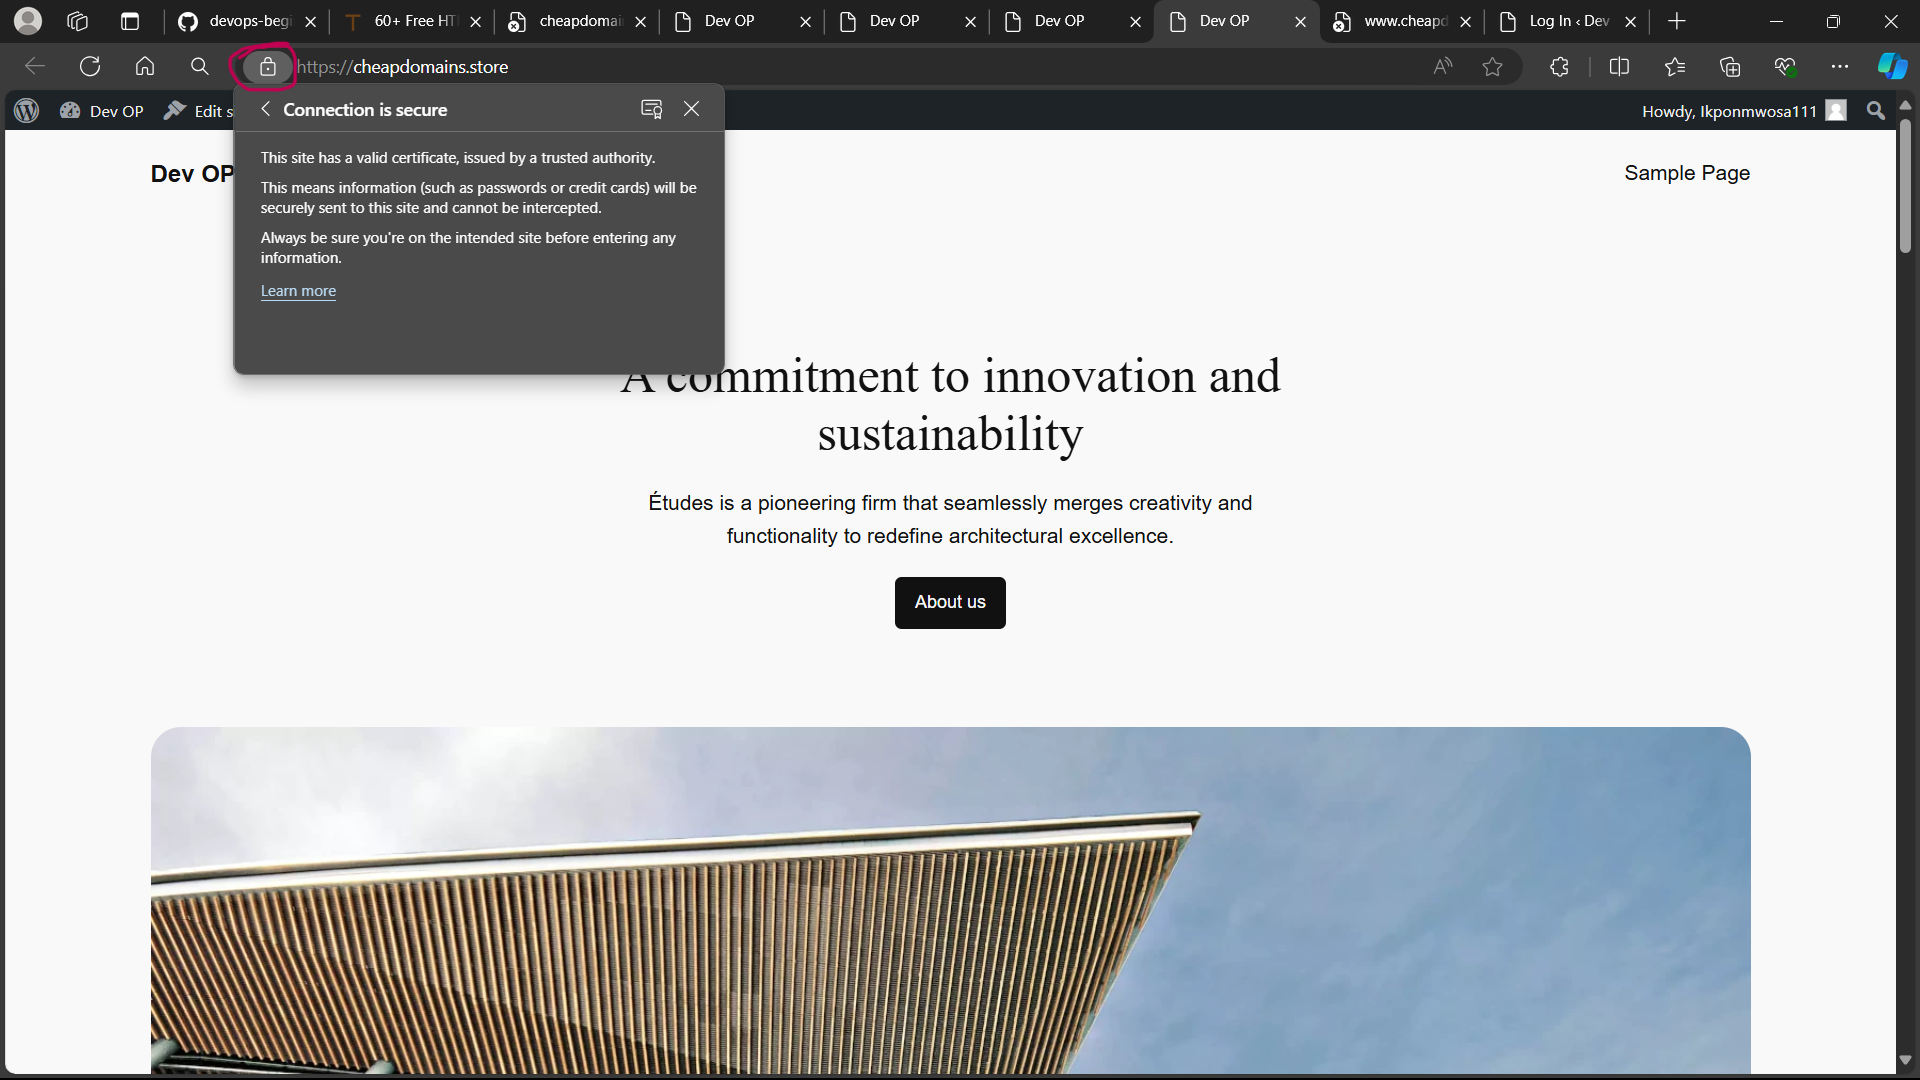 devops-begi
60+ Free HT
cheapdomai
Dev OP
Dev OP
Dev OP
Dev OP
www.cheapd
Log In ‹ Dev
https://cheapdomains.store
Dev OP
Edit s
Howdy, Ikponmwosa111
Connection is secure
This site has a valid certificate, issued by a trusted authority.
This means information (such as passwords or credit cards) will be
securely sent to this site and cannot be intercepted.
Always be sure you're on the intended site before entering any
information.
Learn more
Dev OP
Sample Page
A commitment to innovation and
sustainability
Études is a pioneering firm that seamlessly merges creativity and
functionality to redefine architectural excellence.
About us